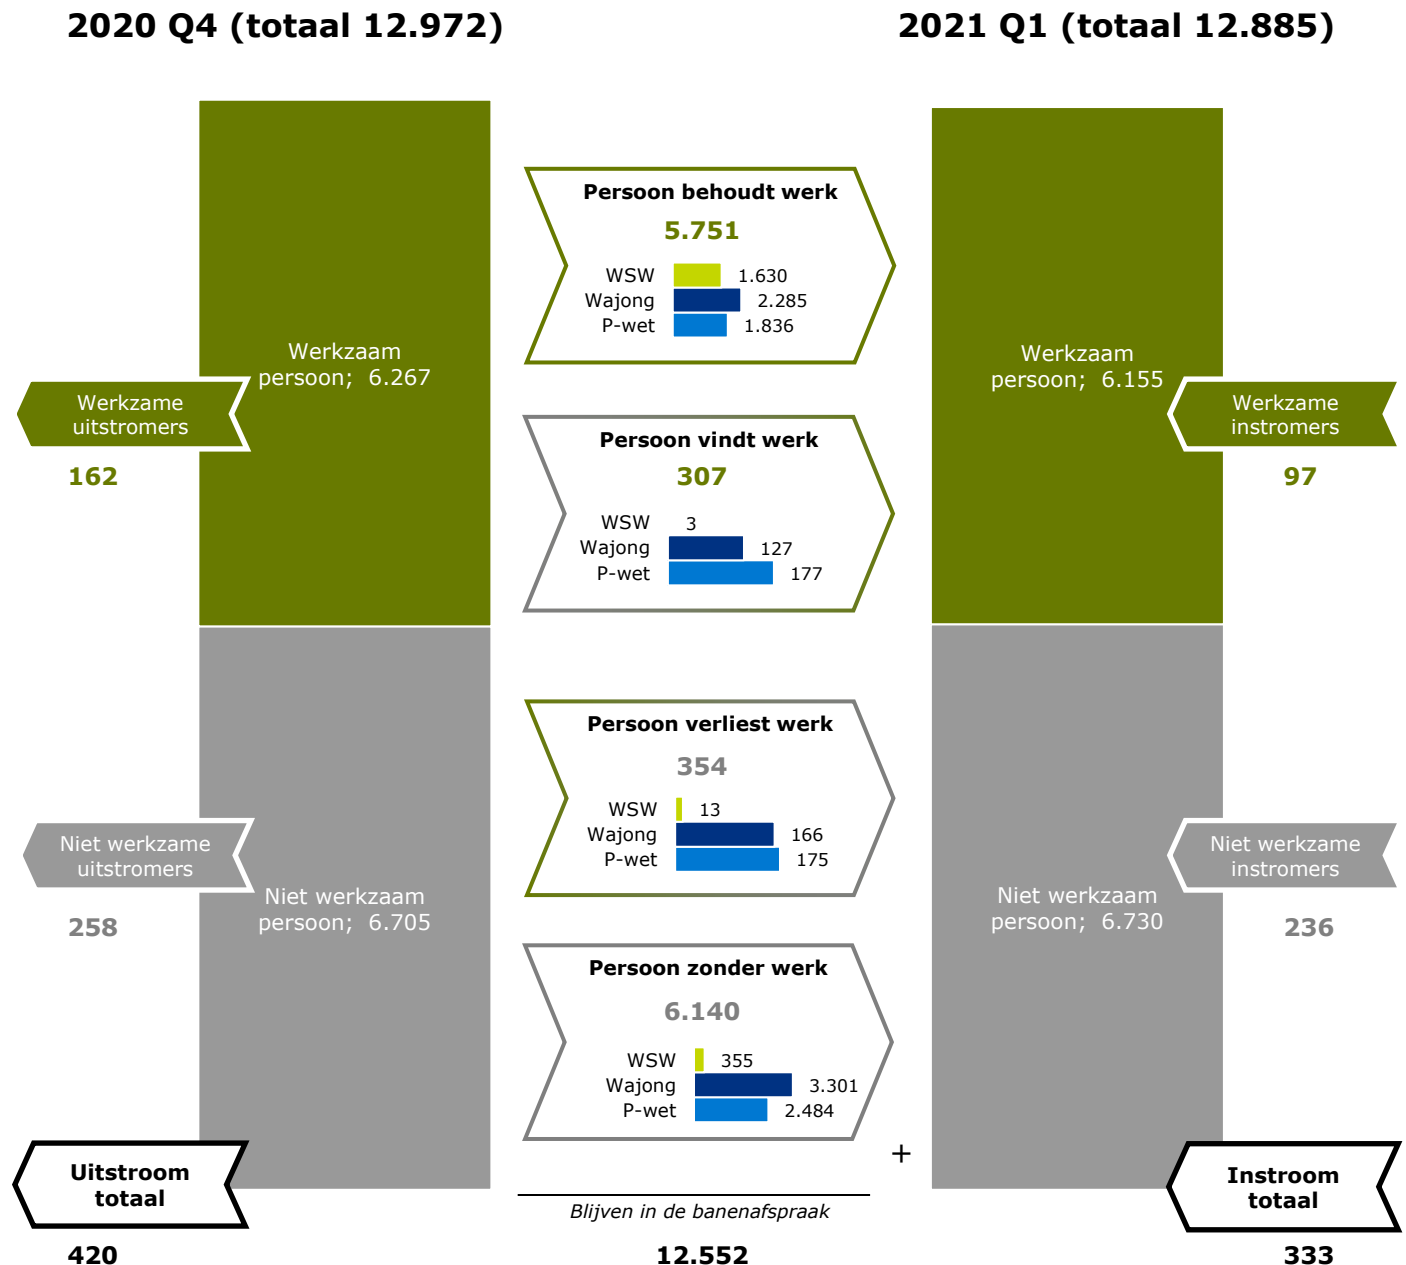 2020 Q4 (totaal 12.972)
2021 Q1 (totaal 12.885)
Werkzaam
persoon; 6.267
Werkzame
uitstromers
162
Niet werkzame
uitstromers
258
Niet werkzaam
persoon; 6.705
Uitstroom
totaal
420
Persoon behoudt werk
5.751
WSW 1.630
Wajong 2.285
P-wet 1.836
Persoon vindt werk
307
WSW 3
Wajong 127
P-wet 177
Persoon verliest werk
354
WSW 13
Wajong 166
P-wet 175
Persoon zonder werk
6.140
WSW 355
Wajong 3.301
P-wet 2.484
+
Blijven in de banenafspraak
12.552
Werkzaam
persoon; 6.155
Werkzame
instromers
97
Niet werkzame
instromers
236
Niet werkzaam
persoon; 6.730
Instroom
totaal
333